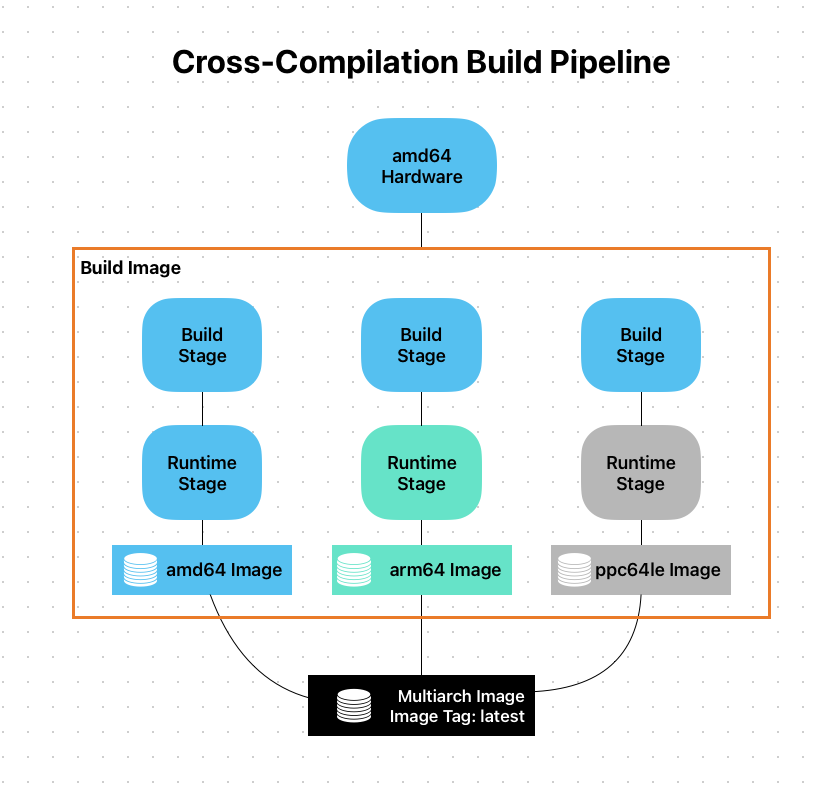 Cross-Compilation Build Pipeline
amd64
Hardware
Build Image
Build
Stage
Build
Stage
Build
Stage
Runtime
Stage
Runtime
Stage
Runtime
Stage
amd64 Image
arm64 Image
ppc64le Image
Multiarch Image
Image Tag: latest